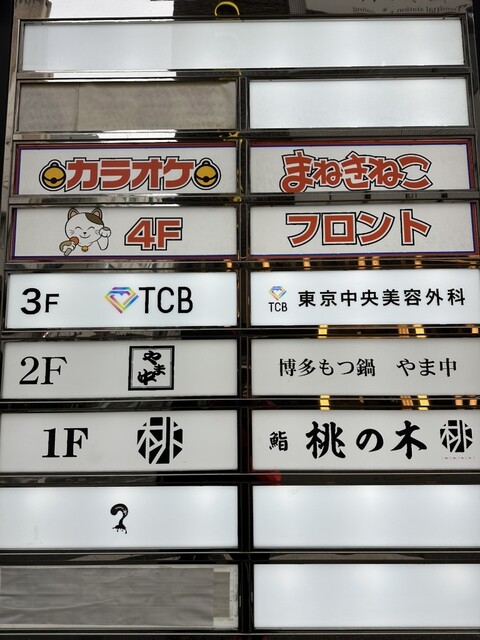 カラオケ まねきねこ
4F フロント
3F TCB TCB 東京中央美容外科
2F やま中 博多もつ鍋 やま中
1F 桃 鮨 桃の木 桃
?